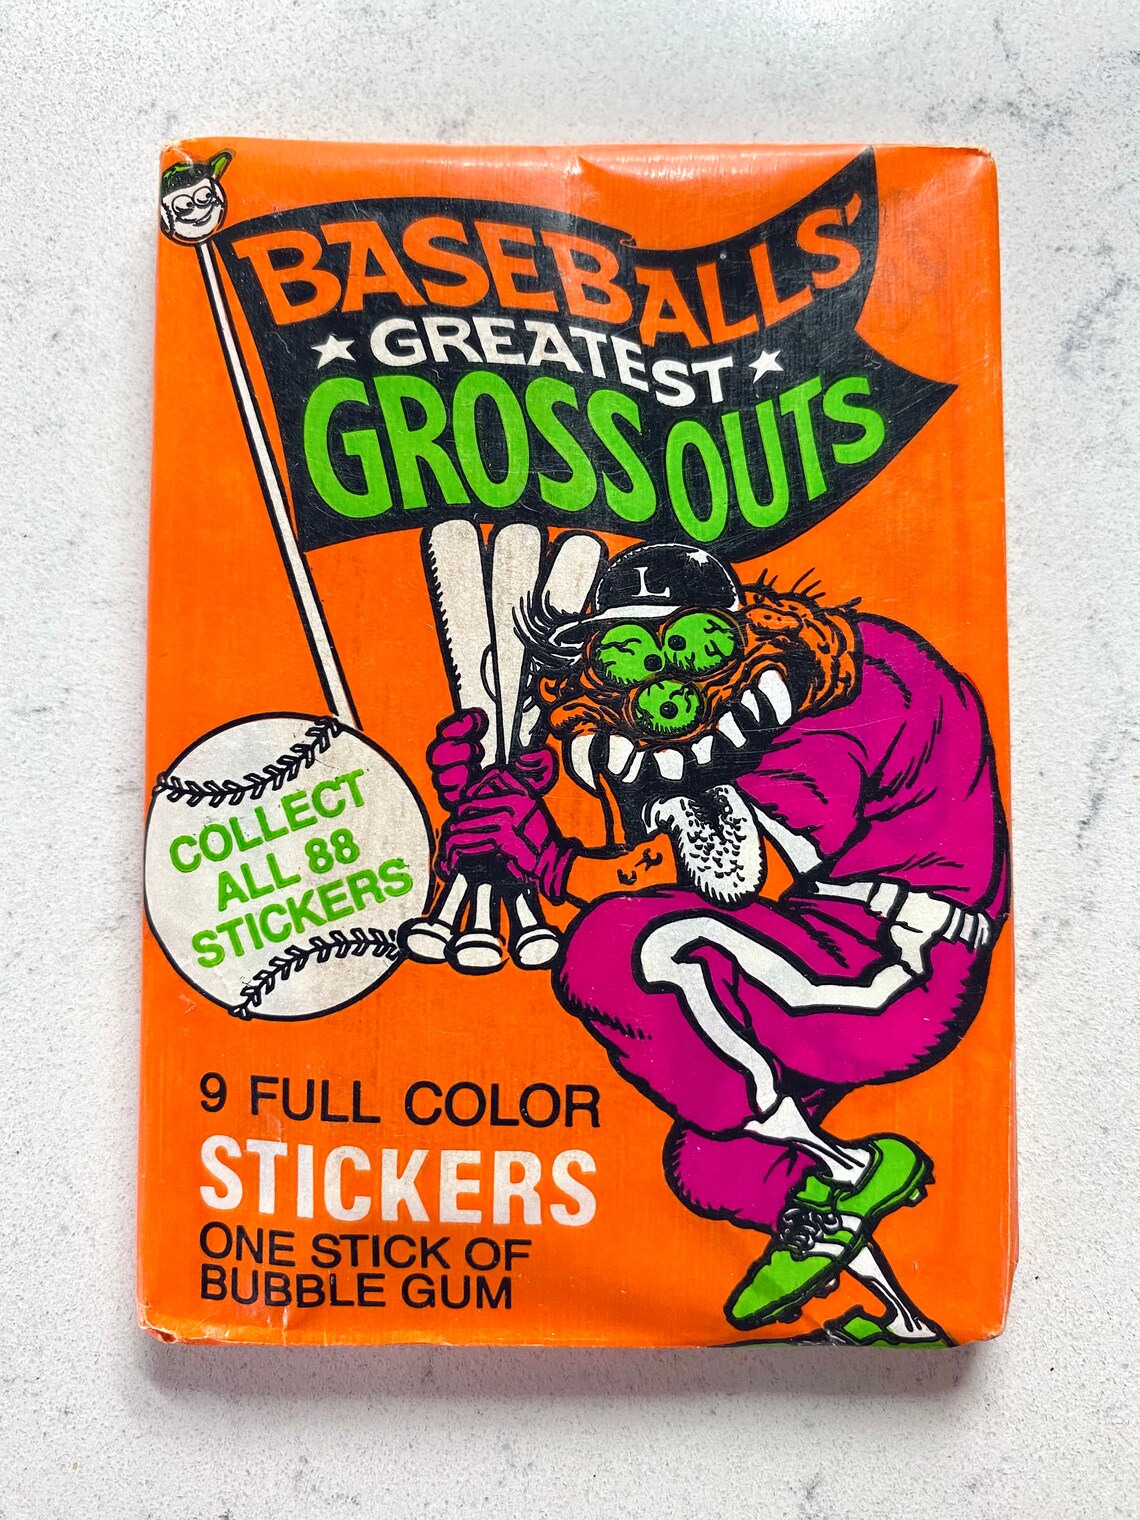 BASEBALLS'
GREATEST
GROSS OUTS
L
COLLECT
ALL 88
STICKERS
9 FULL COLOR
STICKERS
ONE STICK OF
BUBBLE GUM